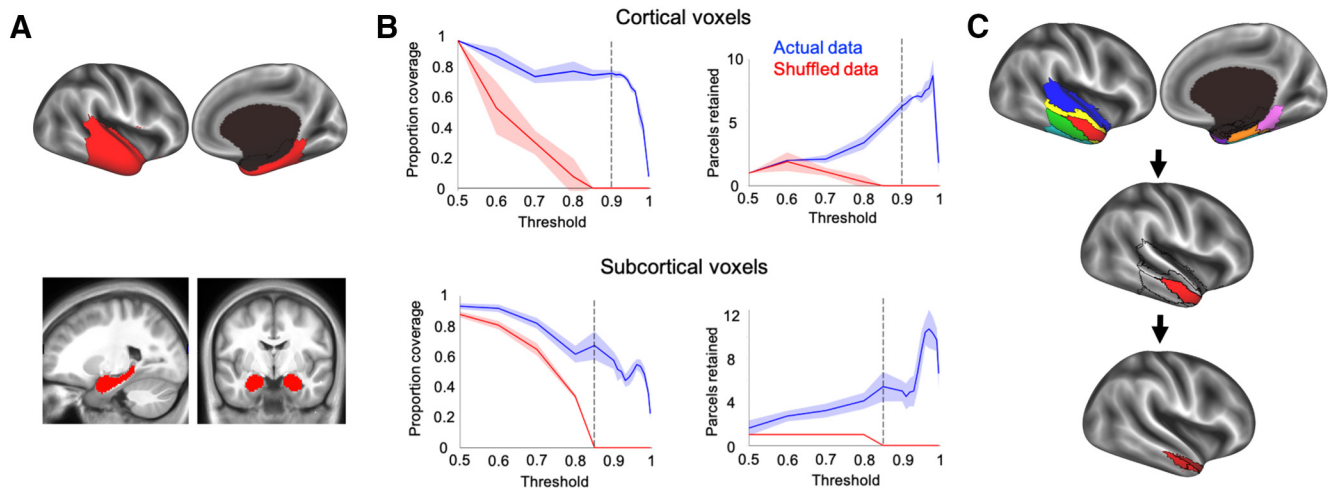 A
B
C
Cortical voxels
Proportion coverage
1
0.8
0.6
0.4
0.2
0
0.5 0.6 0.7 0.8 0.9 1
Threshold
Actual data
Shuffled data
Parcels retained
10
5
0
0.5 0.6 0.7 0.8 0.9 1
Threshold
Subcortical voxels
Proportion coverage
1
0.8
0.6
0.4
0.2
0
0.5 0.6 0.7 0.8 0.9 1
Threshold
Parcels retained
12
8
4
0
0.5 0.6 0.7 0.8 0.9 1
Threshold